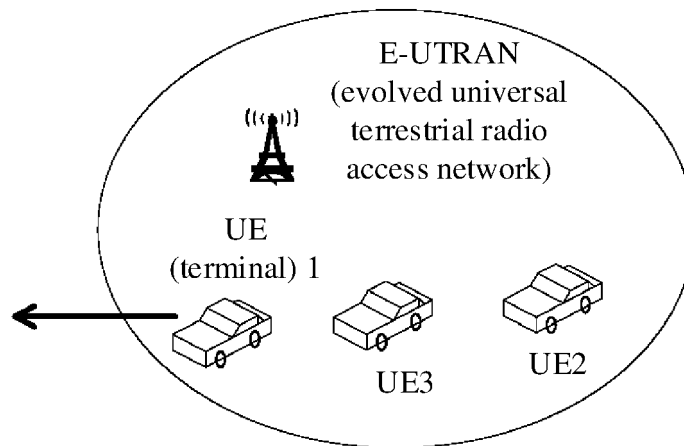 E-UTRAN
(evolved universal
terrestrial radio
access network)
UE
(terminal) 1
UE3
UE2